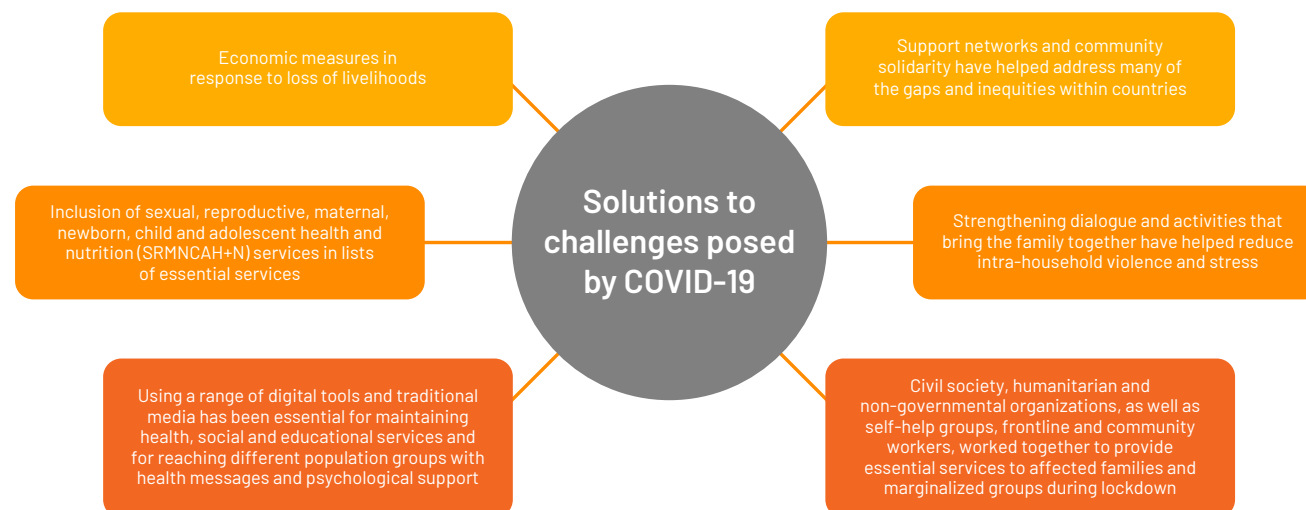 Economic measures in
response to loss of livelihoods
Support networks and community
solidarity have helped address many of
the gaps and inequities within countries
Solutions to
challenges posed
by COVID-19
Inclusion of sexual, reproductive, maternal,
newborn, child and adolescent health and
nutrition (SRMNCAH+N) services in lists
of essential services
Strengthening dialogue and activities that
bring the family together have helped reduce
intra-household violence and stress
Using a range of digital tools and traditional
media has been essential for maintaining
health, social and educational services and
for reaching different population groups with
health messages and psychological support
Civil society, humanitarian and
non-governmental organizations, as well as
self-help groups, frontline and community
workers, worked together to provide
essential services to affected families and
marginalized groups during lockdown